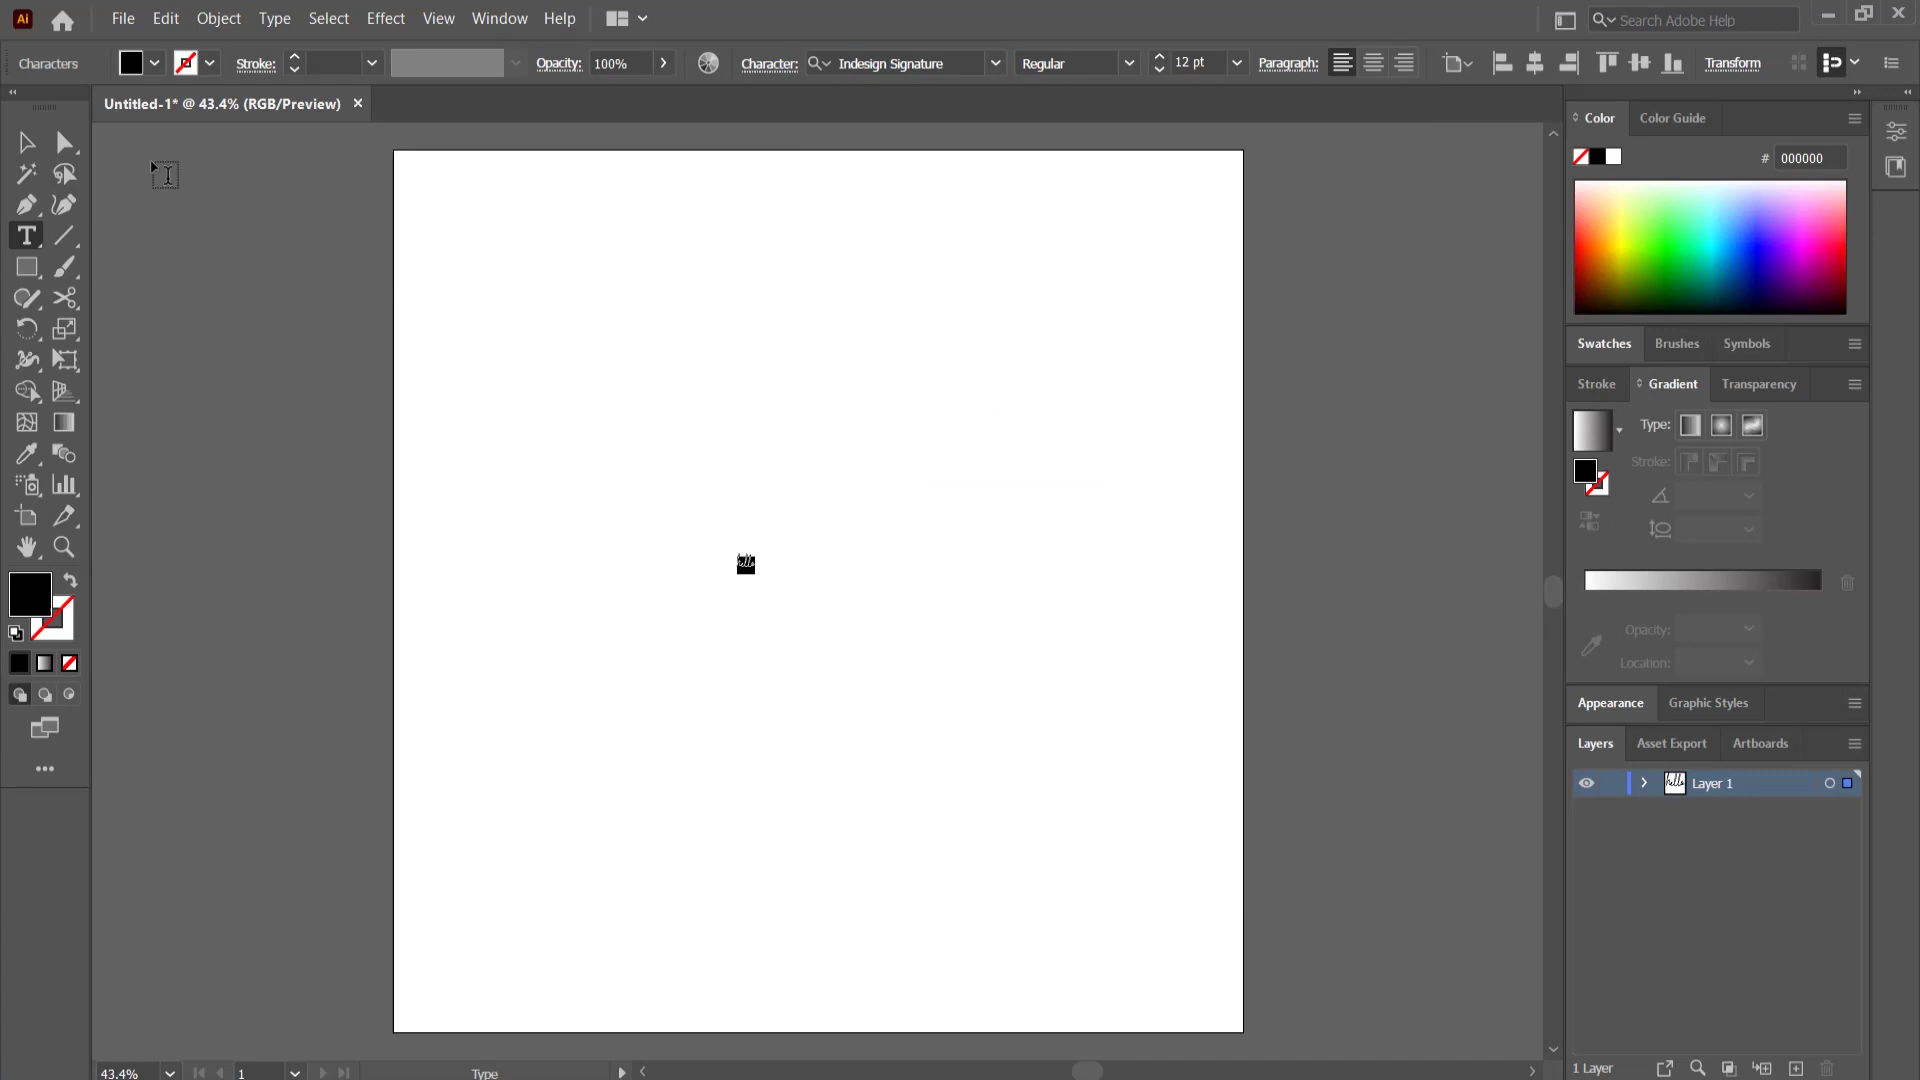 Ai File Edit Object Type Select Effect View Window Help Search Adobe Help
Characters Stroke: Opacity: 100% Character: Indesign Signature Regular 12 pt Paragraph: Transform
Untitled-1* @ 43.4% (RGB/Preview) ×
Color Color Guide
# 000000
Swatches Brushes Symbols
Stroke Gradient Transparency
Type:
Stroke:
hello
Opacity:
Location:
Appearance Graphic Styles
Layers Asset Export Artboards
hello Layer 1
1 Layer
43.4% 1 Type